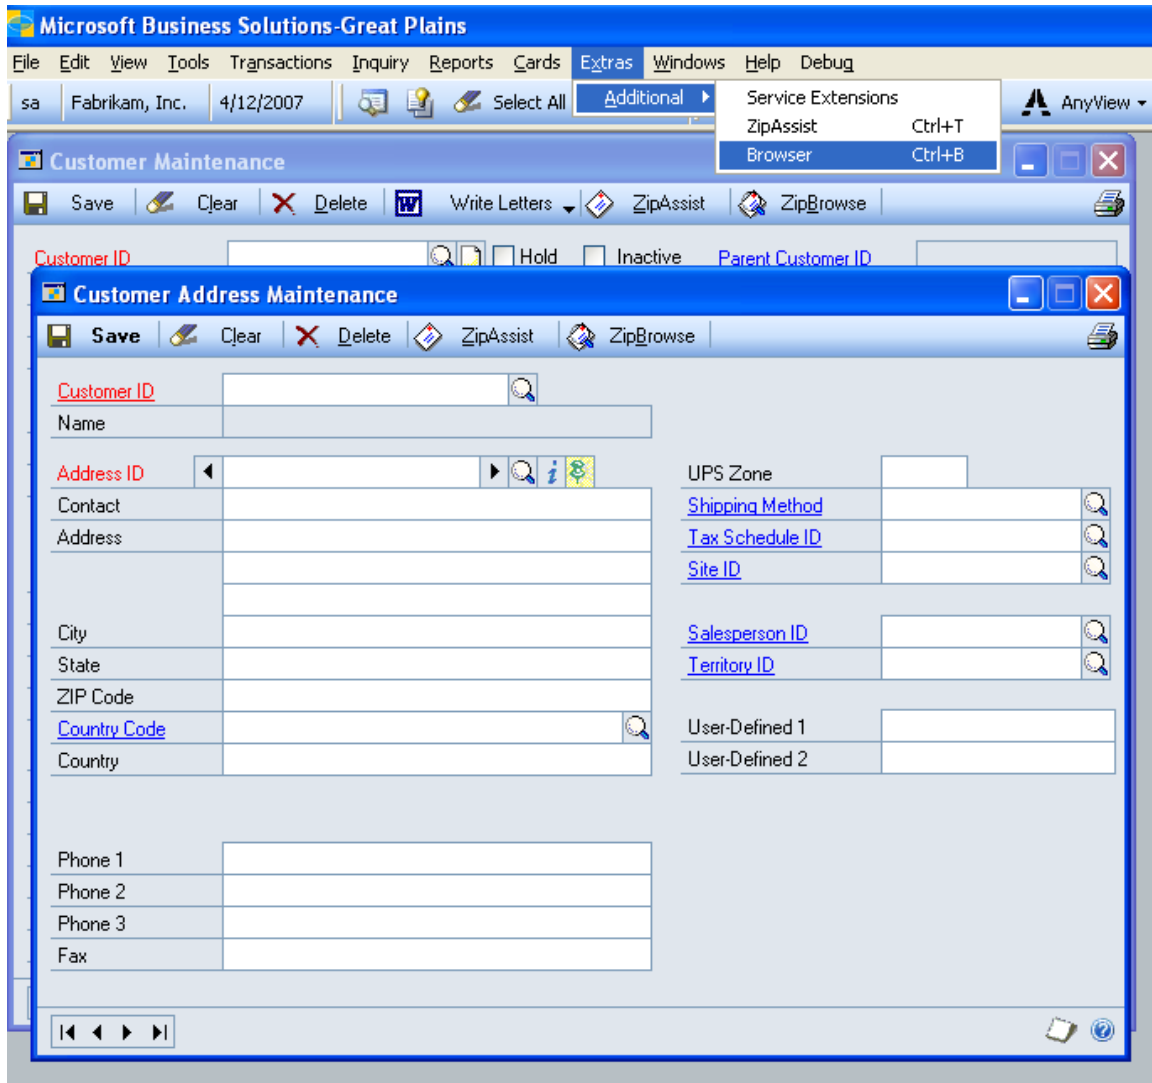 Microsoft Business Solutions-Great Plains
File Edit View Tools Transactions Inquiry Reports Cards Extras Windows Help Debug
sa Fabrikam, Inc. 4/12/2007 Select All Additional Service Extensions AnyView
ZipAssist Ctrl+T
Browser Ctrl+B
Customer Maintenance
Save Clear Delete W Write Letters ZipAssist ZipBrowse
Customer ID Hold Inactive Parent Customer ID
Customer Address Maintenance
Save Clear Delete ZipAssist ZipBrowse
Customer ID
Name
Address ID i UPS Zone
Contact Shipping Method
Address Tax Schedule ID
Site ID
City Salesperson ID
State Territory ID
ZIP Code
Country Code User-Defined 1
Country User-Defined 2
Phone 1
Phone 2
Phone 3
Fax